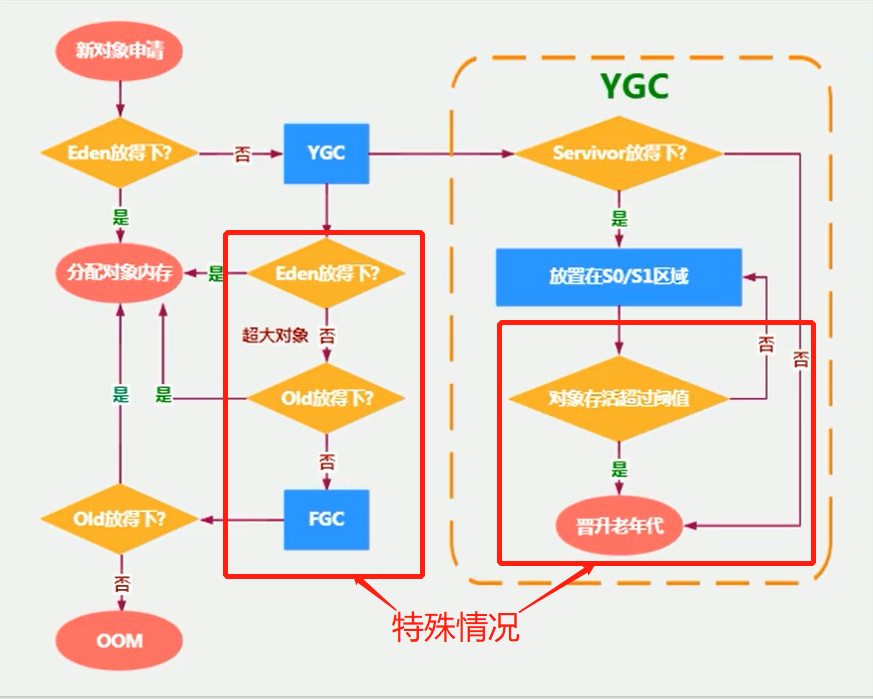 新对象申请
YGC
Eden放得下?
否
YGC
Servivor放得下?
是
是
分配对象内存
是
Eden放得下?
放置在S0/S1区域
超大对象
否
否
否
是
是
Old放得下?
对象存活超过阈值
否
是
Old放得下?
FGC
晋升老年代
否
特殊情况
OOM